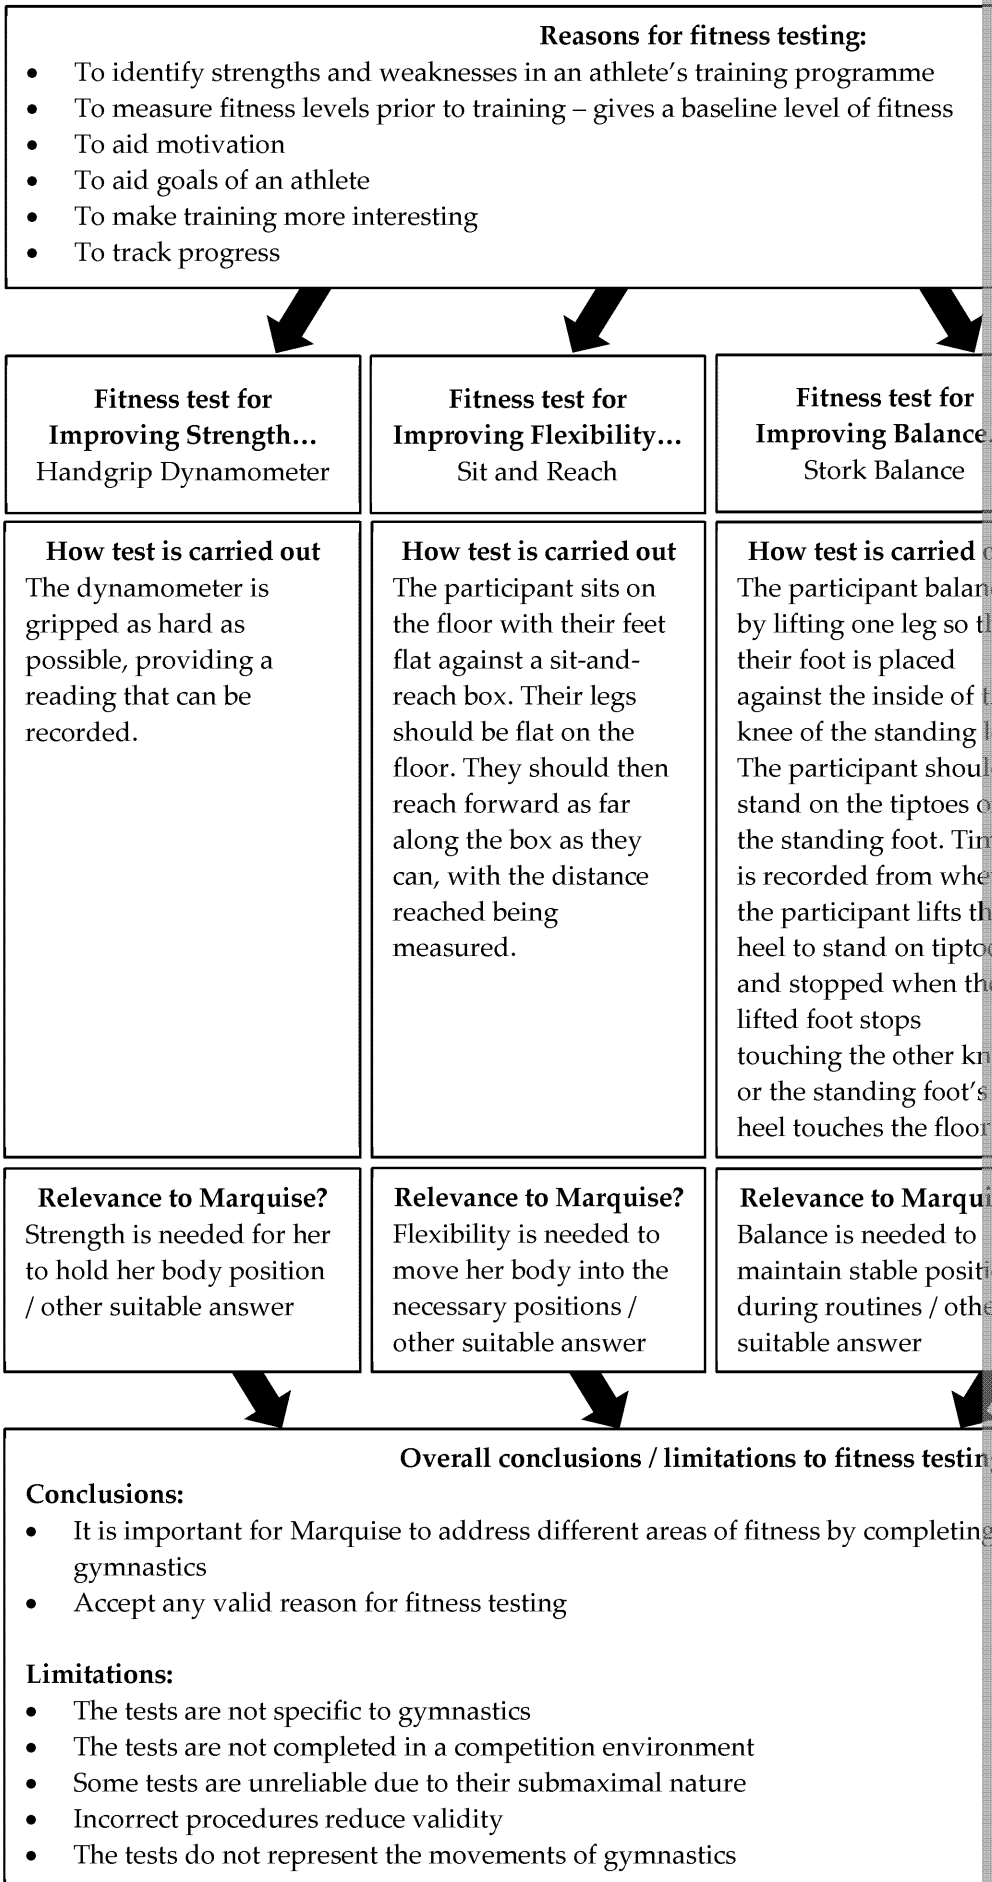 Reasons for fitness testing:
• To identify strengths and weaknesses in an athlete’s training programme
• To measure fitness levels prior to training – gives a baseline level of fitness
• To aid motivation
• To aid goals of an athlete
• To make training more interesting
• To track progress
Fitness test for
Improving Strength…
Handgrip Dynamometer
How test is carried out
The dynamometer is
gripped as hard as
possible, providing a
reading that can be
recorded.
Relevance to Marquise?
Strength is needed for her
to hold her body position
/ other suitable answer
Fitness test for
Improving Flexibility…
Sit and Reach
How test is carried out
The participant sits on
the floor with their feet
flat against a sit-and-
reach box. Their legs
should be flat on the
floor. They should then
reach forward as far
along the box as they
can, with the distance
reached being
measured.
Relevance to Marquise?
Flexibility is needed to
move her body into the
necessary positions /
other suitable answer
Fitness test for
Improving Balance
Stork Balance
How test is carried
The participant
by lifting one leg so
their foot is placed
against the inside of
knee of the standing
The participant
stand on the tiptoes
the standing foot.
is recorded from
the participant lifts
heel to stand on
and stopped when
lifted foot stops
touching the other
or the standing foot’s
heel touches the floor
Relevance to
Balance is needed to
maintain stable
during routines /
suitable answer
Overall conclusions / limitations to fitness
Conclusions:
• It is important for Marquise to address different areas of fitness by completing
gymnastics
• Accept any valid reason for fitness testing
Limitations:
• The tests are not specific to gymnastics
• The tests are not completed in a competition environment
• Some tests are unreliable due to their submaximal nature
• Incorrect procedures reduce validity
• The tests do not represent the movements of gymnastics